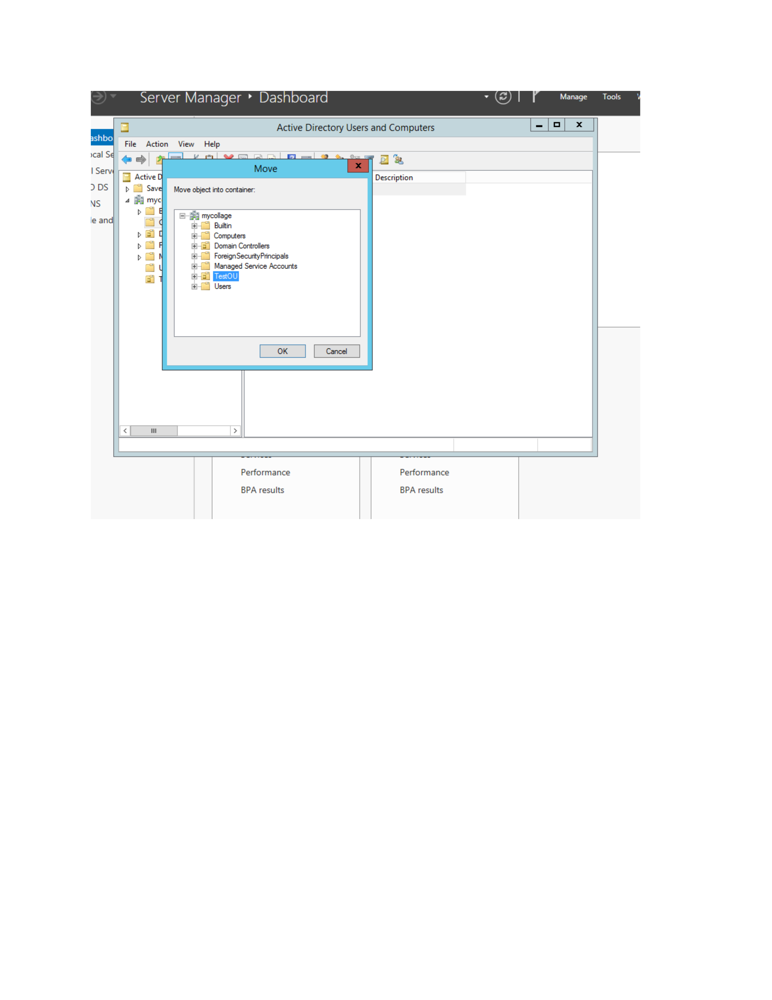 Server Manager Dashboard
Manage Tools
Active Directory Users and Computers
File Action View Help
Move
Move object into container:
mycollage
Builtin
Computers
Domain Controllers
ForeignSecurityPrincipals
Managed Service Accounts
TestOU
Users
OK Cancel
Description
Active D
Save
myc
ashbo
ocal Se
l Serve
D DS
NS
le and
Performance
BPA results
Performance
BPA results